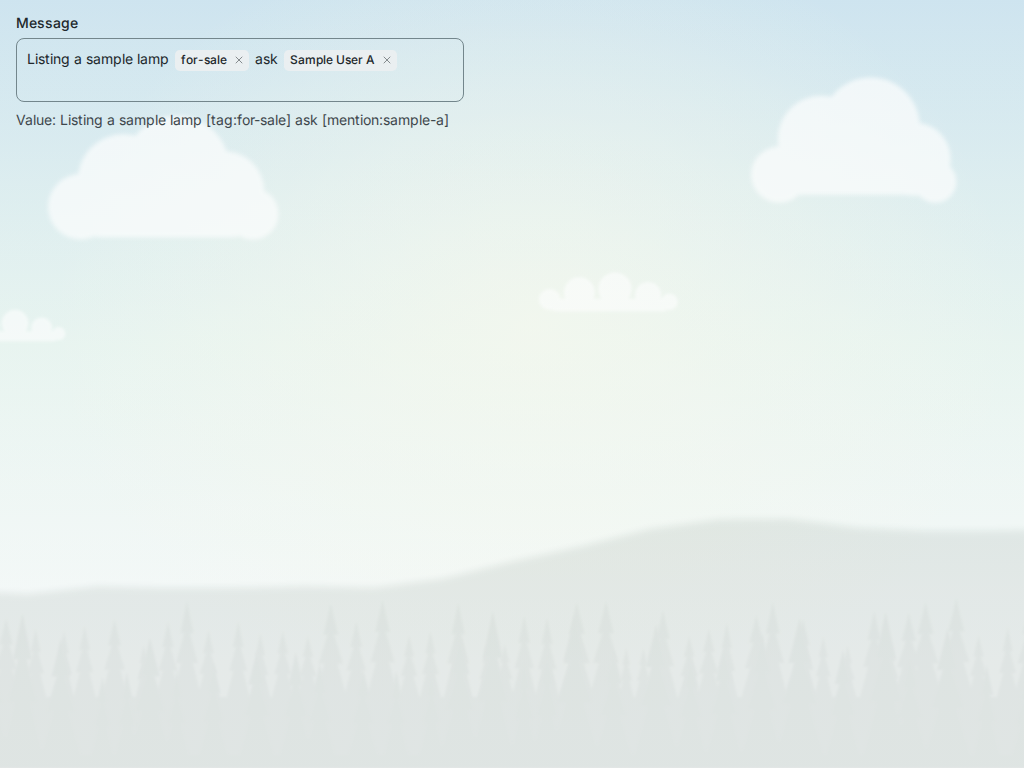 Message
Listing a sample lamp for-sale × ask Sample User A ×
Value: Listing a sample lamp [tag:for-sale] ask [mention:sample-a]